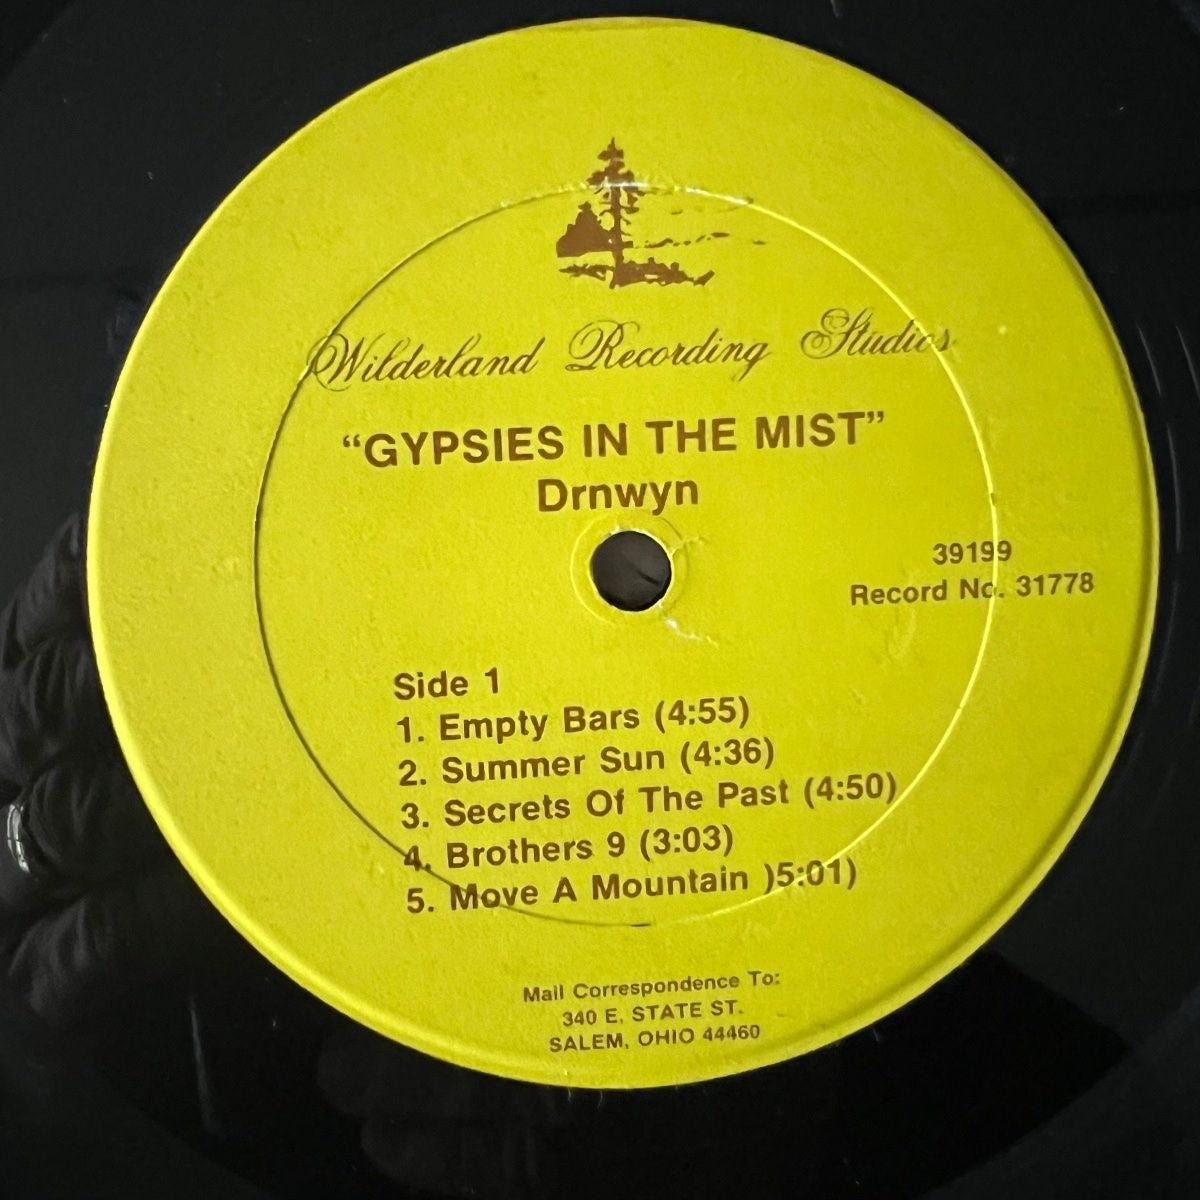 Wilderland Recording Studios
“GYPSIES IN THE MIST”
Drnwyn
39199
Record No. 31778
Side 1
1. Empty Bars (4:55)
2. Summer Sun (4:36)
3. Secrets Of The Past (4:50)
4. Brothers 9 (3:03)
5. Move A Mountain )5:01)
Mail Correspondence To:
340 E. STATE ST.
SALEM, OHIO 44460